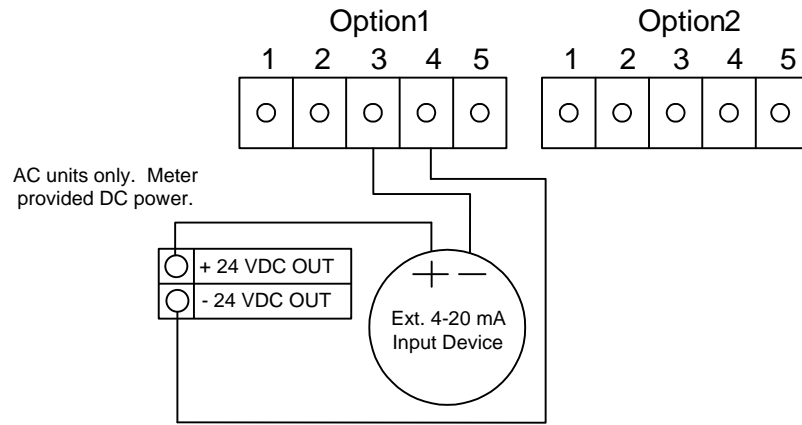 Option1 Option2
1 2 3 4 5 1 2 3 4 5
AC units only. Meter
provided DC power.
+ 24 VDC OUT
- 24 VDC OUT
+ −
Ext. 4-20 mA
Input Device